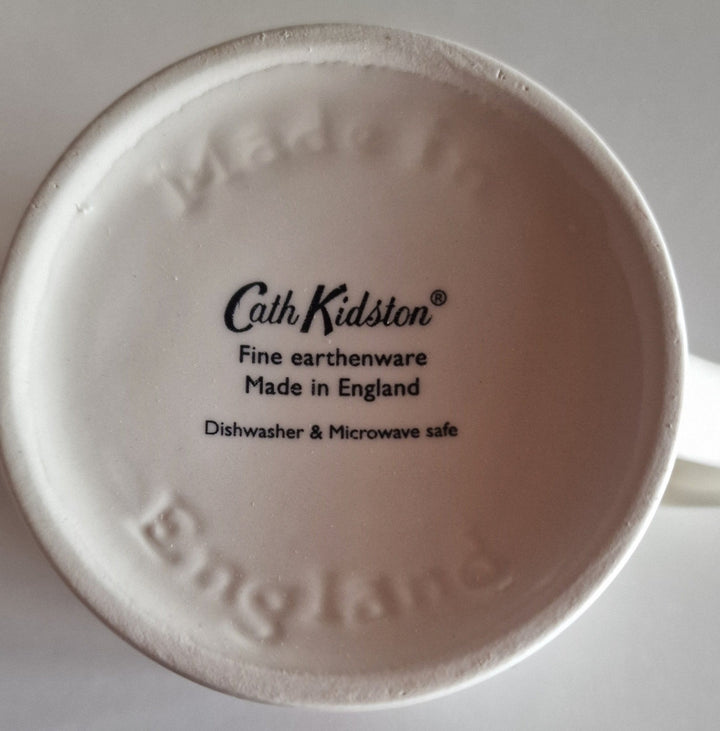 Made in
Cath Kidston®
Fine earthenware
Made in England
Dishwasher & Microwave safe
England